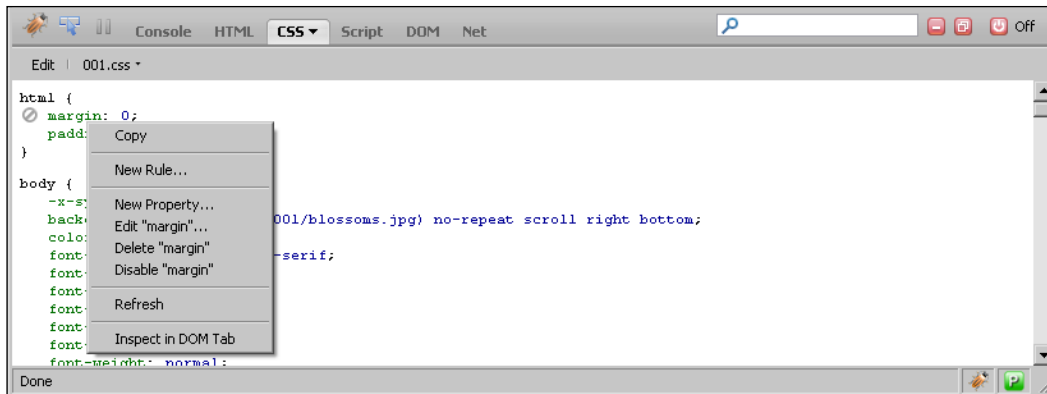 Console HTML CSS Script DOM Net Off
Edit 001.css
html {
margin: 0;
padd
}
body {
-x-sy
back 001/blossoms.jpg) no-repeat scroll right bottom;
colo
font -serif;
font-
font-
font-
font-
font-
font-weight: normal;
Copy
New Rule...
New Property...
Edit "margin"...
Delete "margin"
Disable "margin"
Refresh
Inspect in DOM Tab
Done
P